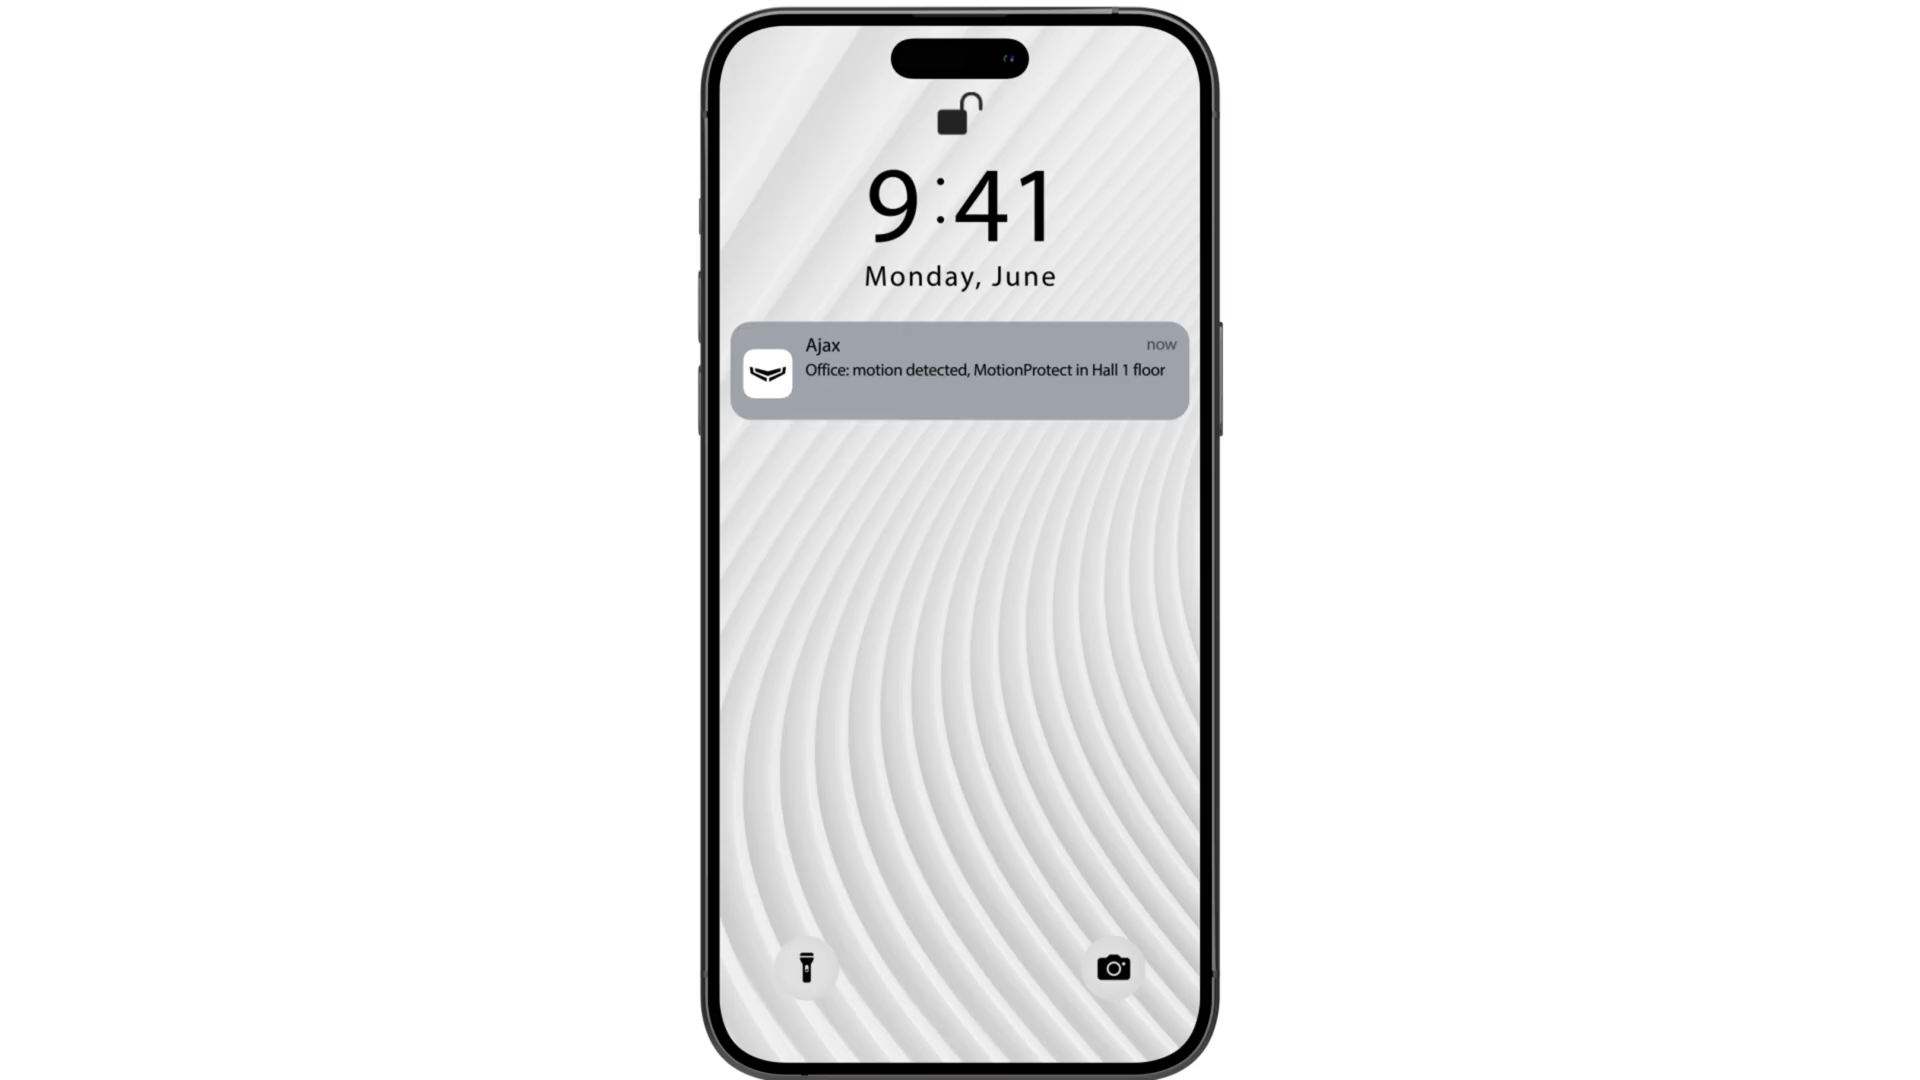 9:41
Monday, June
Ajax
now
Office: motion detected, MotionProtect in Hall 1 floor